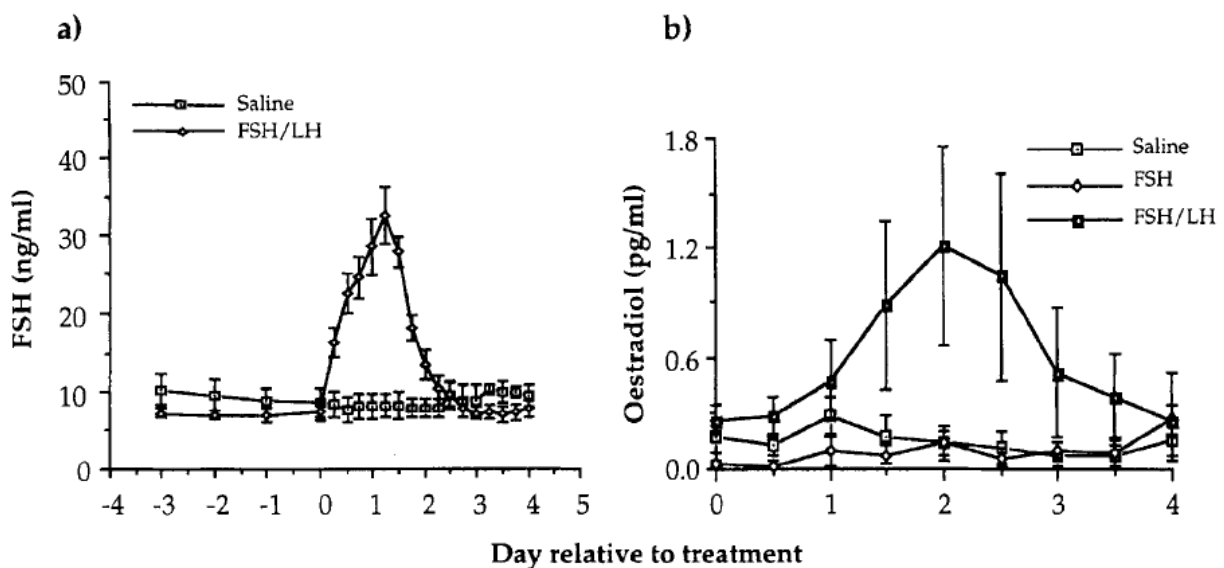 a)
FSH (ng/ml)
50
40
30
20
10
0
Saline
FSH/LH
-4 -3 -2 -1 0 1 2 3 4 5
b)
Oestradiol (pg/ml)
1.8
1.2
0.6
0.0
Saline
FSH
FSH/LH
0 1 2 3 4
Day relative to treatment